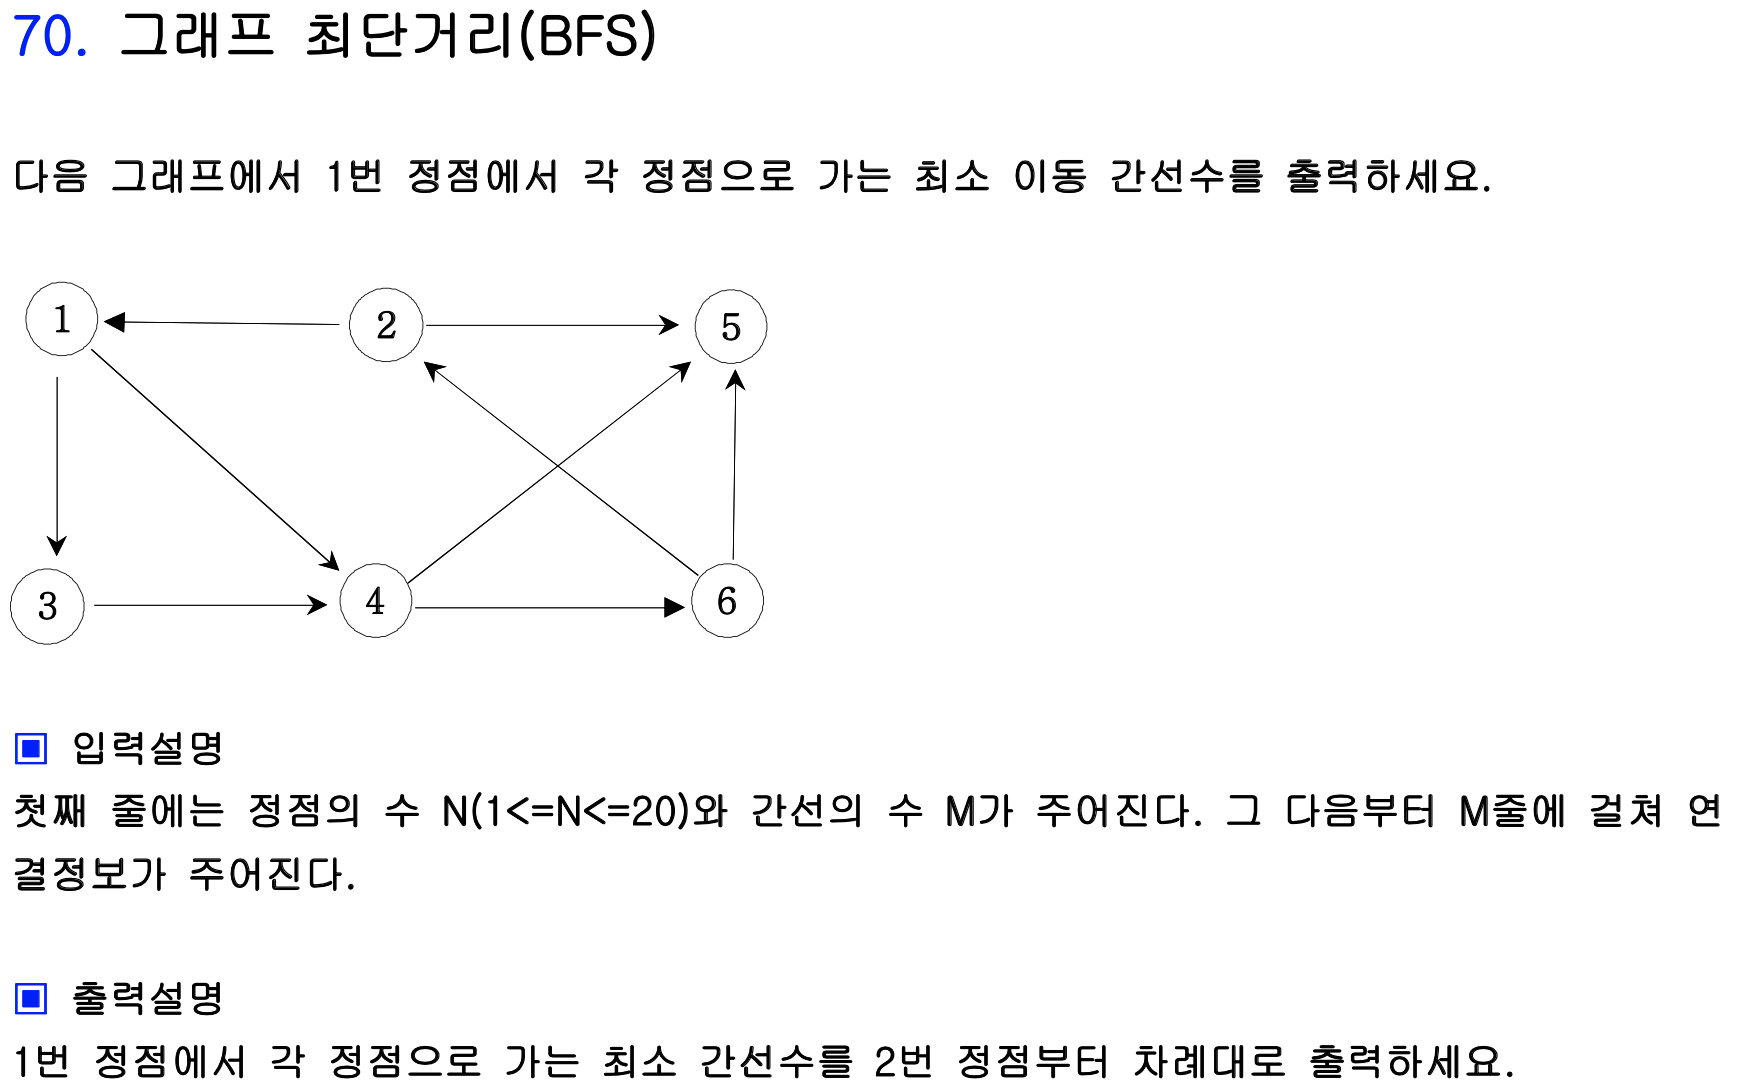 70. 그래프 최단거리(BFS)
다음 그래프에서 1번 정점에서 각 정점으로 가는 최소 이동 간선수를 출력하세요.
1 2 5
3 4 6
▣ 입력설명
첫째 줄에는 정점의 수 N(1<=N<=20)와 간선의 수 M가 주어진다. 그 다음부터 M줄에 걸쳐 연
결정보가 주어진다.
▣ 출력설명
1번 정점에서 각 정점으로 가는 최소 간선수를 2번 정점부터 차례대로 출력하세요.